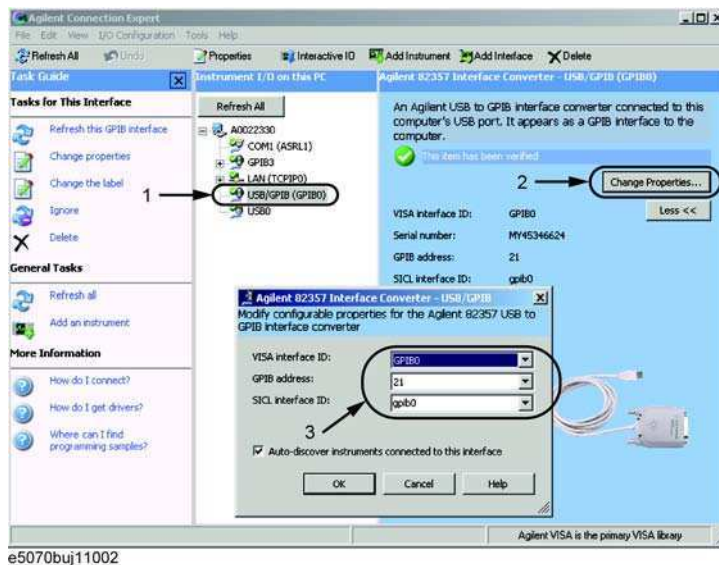 Agilent Connection Expert
File Edit View I/O Configuration Tools Help
Refresh All Undo Properties Interactive IO Add Instrument Add Interface Delete
Task Guide
Instrument I/O on this PC
Agilent 82357 Interface Converter - USB/GPIB (GPIB0)
Tasks for This Interface
Refresh this GPIB interface
Change properties
Change the label
Ignore
Delete
General Tasks
Refresh all
Add an instrument
More Information
How do I connect?
How do I get drivers?
Where can I find
programming samples?
Refresh All
A0022330
COM1 (ASRL1)
GPIB3
LAN (TCPIP0)
1
USB/GPIB (GPIB0)
USB0
An Agilent USB to GPIB interface converter connected to this
computer's USB port. It appears as a GPIB interface to the
computer.
This item has been verified
2
Change Properties...
Less <<
VISA interface ID: GPIB0
Serial number: MY45346624
GPIB address: 21
SICL interface ID: gpib0
Agilent 82357 Interface Converter - USB/GPIB
Modify configurable properties for the Agilent 82357 USB to
GPIB interface converter
VISA interface ID: GPIB0
GPIB address: 21
SICL interface ID: gpib0
3
Auto-discover instruments connected to this interface
OK Cancel Help
Agilent VISA is the primary VISA library
e5070buj11002